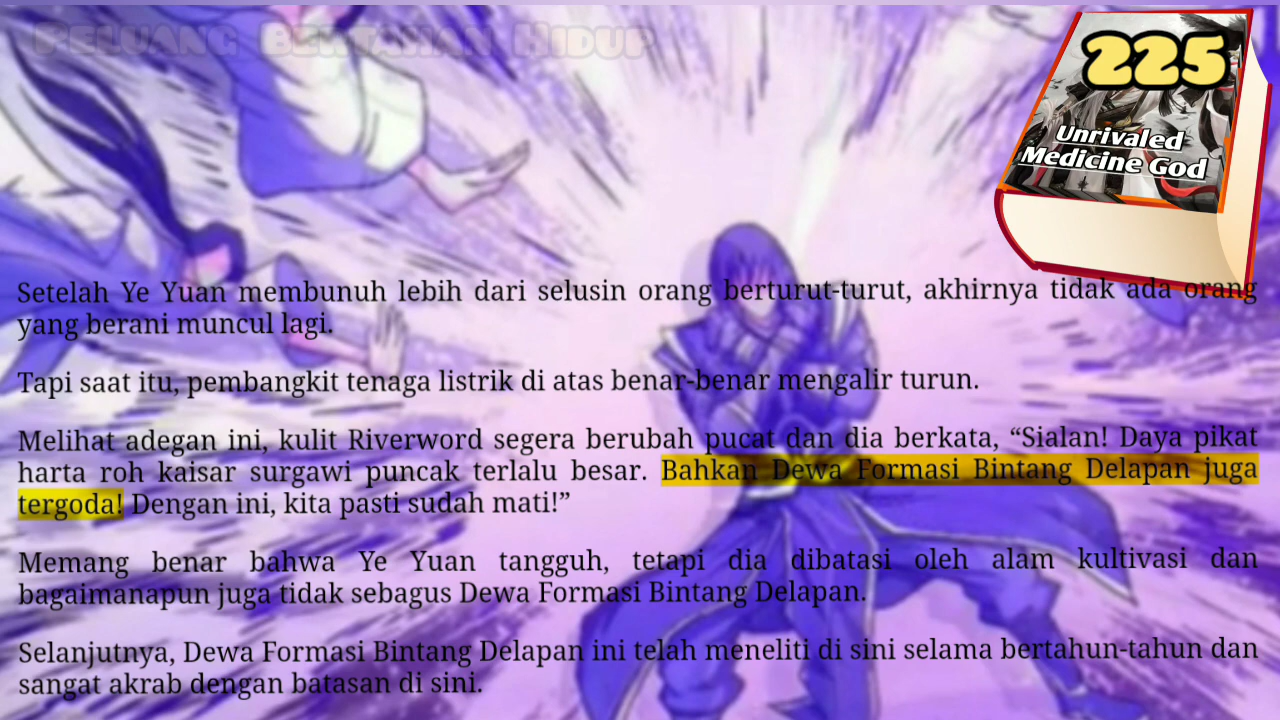 Peluang Bertahan Hidup
225
Unrivaled
Medicine God
Setelah Ye Yuan membunuh lebih dari selusin orang berturut-turut, akhirnya tidak ada orang
yang berani muncul lagi.
Tapi saat itu, pembangkit tenaga listrik di atas benar-benar mengalir turun.
Melihat adegan ini, kulit Riverword segera berubah pucat dan dia berkata, “Sialan! Daya pikat
harta roh kaisar surgawi puncak terlalu besar. Bahkan Dewa Formasi Bintang Delapan juga
tergoda! Dengan ini, kita pasti sudah mati!”
Memang benar bahwa Ye Yuan tangguh, tetapi dia dibatasi oleh alam kultivasi dan
bagaimanapun juga tidak sebagus Dewa Formasi Bintang Delapan.
Selanjutnya, Dewa Formasi Bintang Delapan ini telah meneliti di sini selama bertahun-tahun dan
sangat akrab dengan batasan di sini.